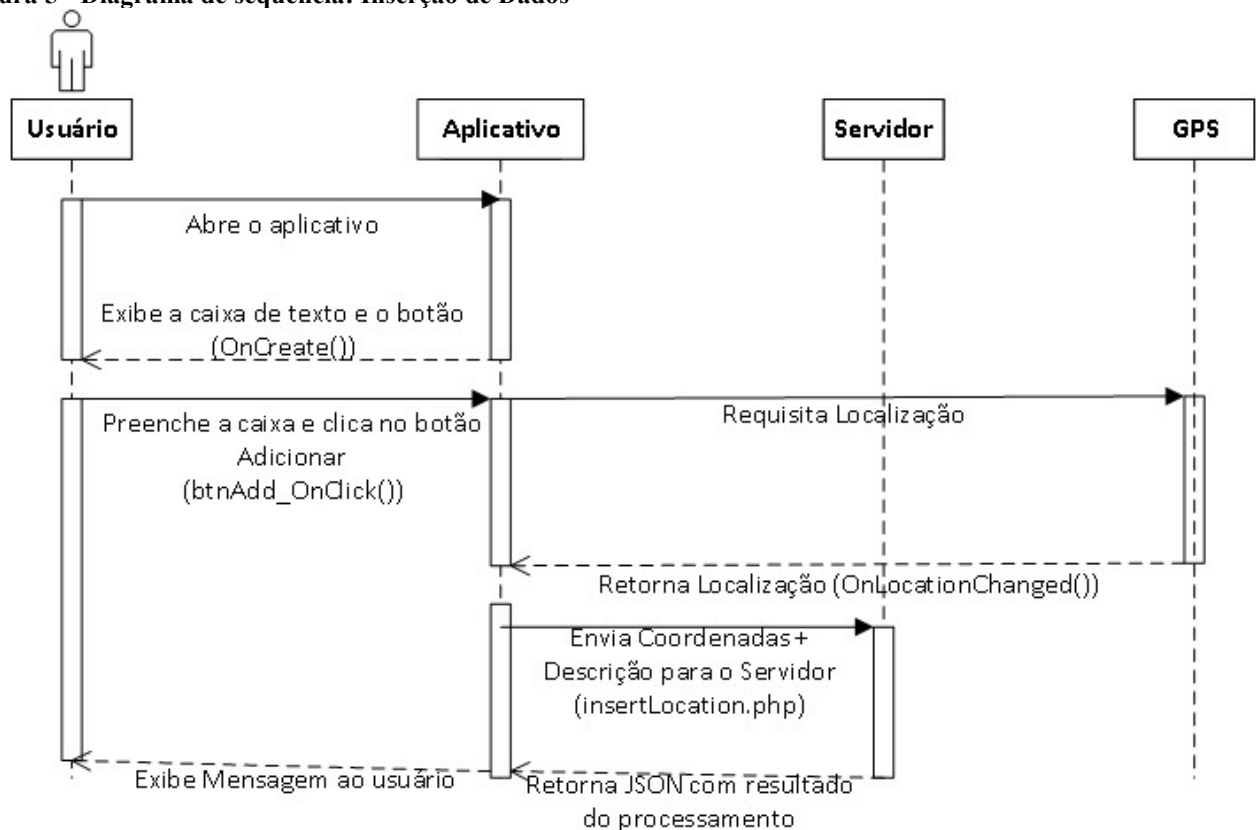 Diagrama de sequência: Inserção de Dados
Usuário
Aplicativo
Servidor
GPS
Abre o aplicativo
Exibe a caixa de texto e o botão
(OnCreate())
Preenche a caixa e clica no botão
Adicionar
(btnAdd_OnClick())
Requisita Localização
Retorna Localização (OnLocationChanged())
Envia Coordenadas +
Descrição para o Servidor
(insertLocation.php)
Exibe Mensagem ao usuário
Retorna JSON com resultado
do processamento